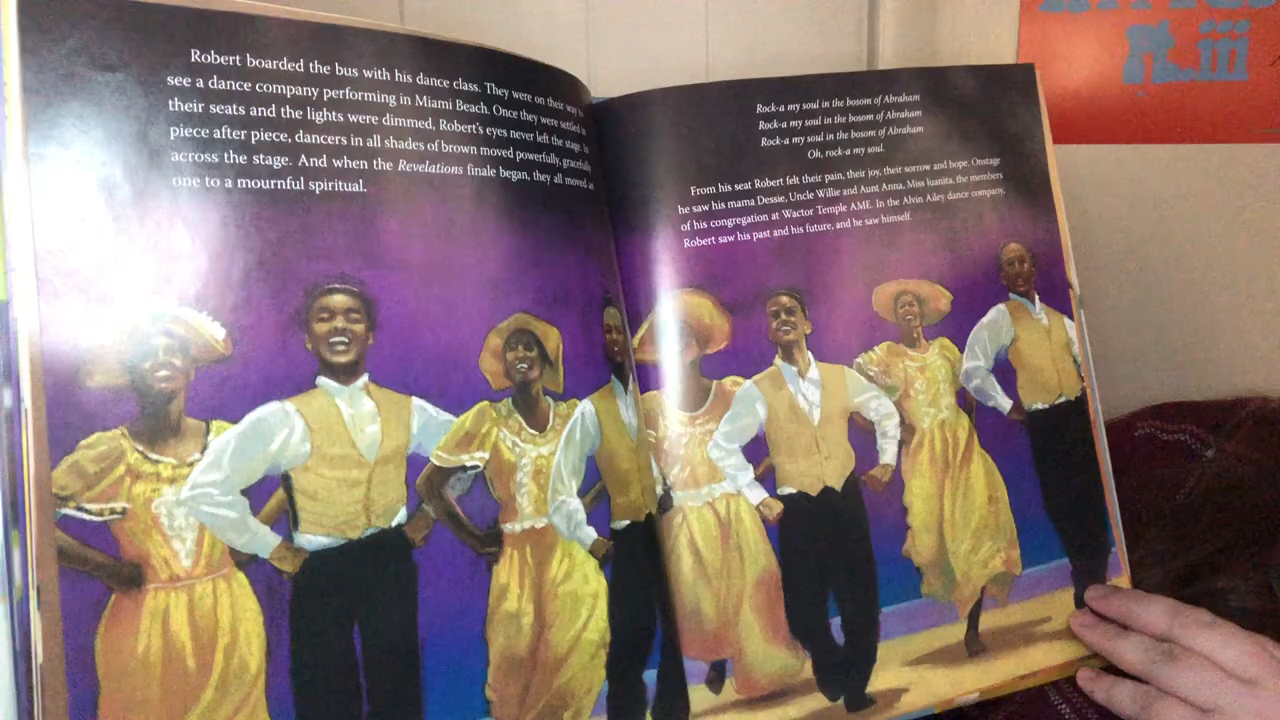 Robert boarded the bus with his dance class. They were on their way to
see a dance company performing in Miami Beach. Once they were settled in
their seats and the lights were dimmed, Robert's eyes never left the stage. In
piece after piece, dancers in all shades of brown moved powerfully, gracefully
across the stage. And when the Revelations finale began, they all moved as
one to a mournful spiritual.
Rock-a my soul in the bosom of Abraham
Rock-a my soul in the bosom of Abraham
Rock-a my soul in the bosom of Abraham
Oh, rock-a my soul.
From his seat Robert felt their pain, their joy, their sorrow and hope. Onstage
he saw his mama Dessie, Uncle Willie and Aunt Anna, Miss Juanita, the members
of his congregation at Wactor Temple AME. In the Alvin Ailey dance company,
Robert saw his past and his future, and he saw himself.
Pt.iii